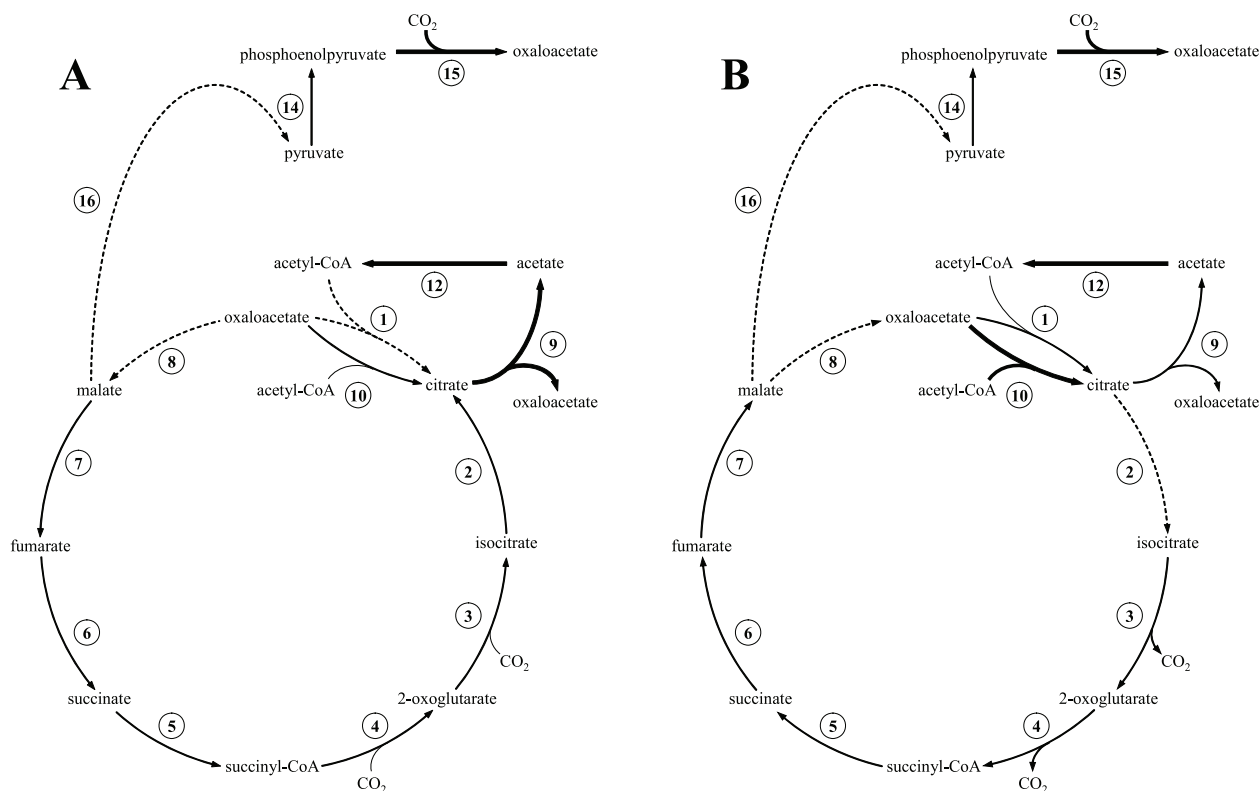 A
CO2
phosphoenolpyruvate
oxaloacetate
15
14
pyruvate
16
acetyl-CoA
acetate
12
oxaloacetate
1
8
9
malate
acetyl-CoA
10
citrate
oxaloacetate
7
2
fumarate
isocitrate
6
3
CO2
succinate
2-oxoglutarate
5
4
succinyl-CoA
CO2
B
CO2
phosphoenolpyruvate
oxaloacetate
15
14
pyruvate
16
acetyl-CoA
acetate
12
oxaloacetate
1
8
9
malate
acetyl-CoA
10
citrate
oxaloacetate
7
2
fumarate
isocitrate
6
3
CO2
succinate
2-oxoglutarate
5
4
succinyl-CoA
CO2